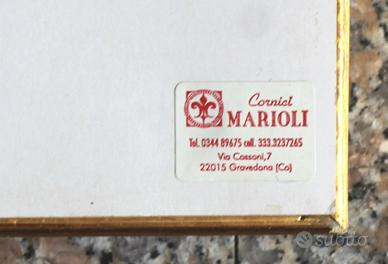 Cornici
MARIOLI
Tel. 0344 89675 cell. 333.3237265
Via Cossoni,7
22015 Gravedona (Co)
subito